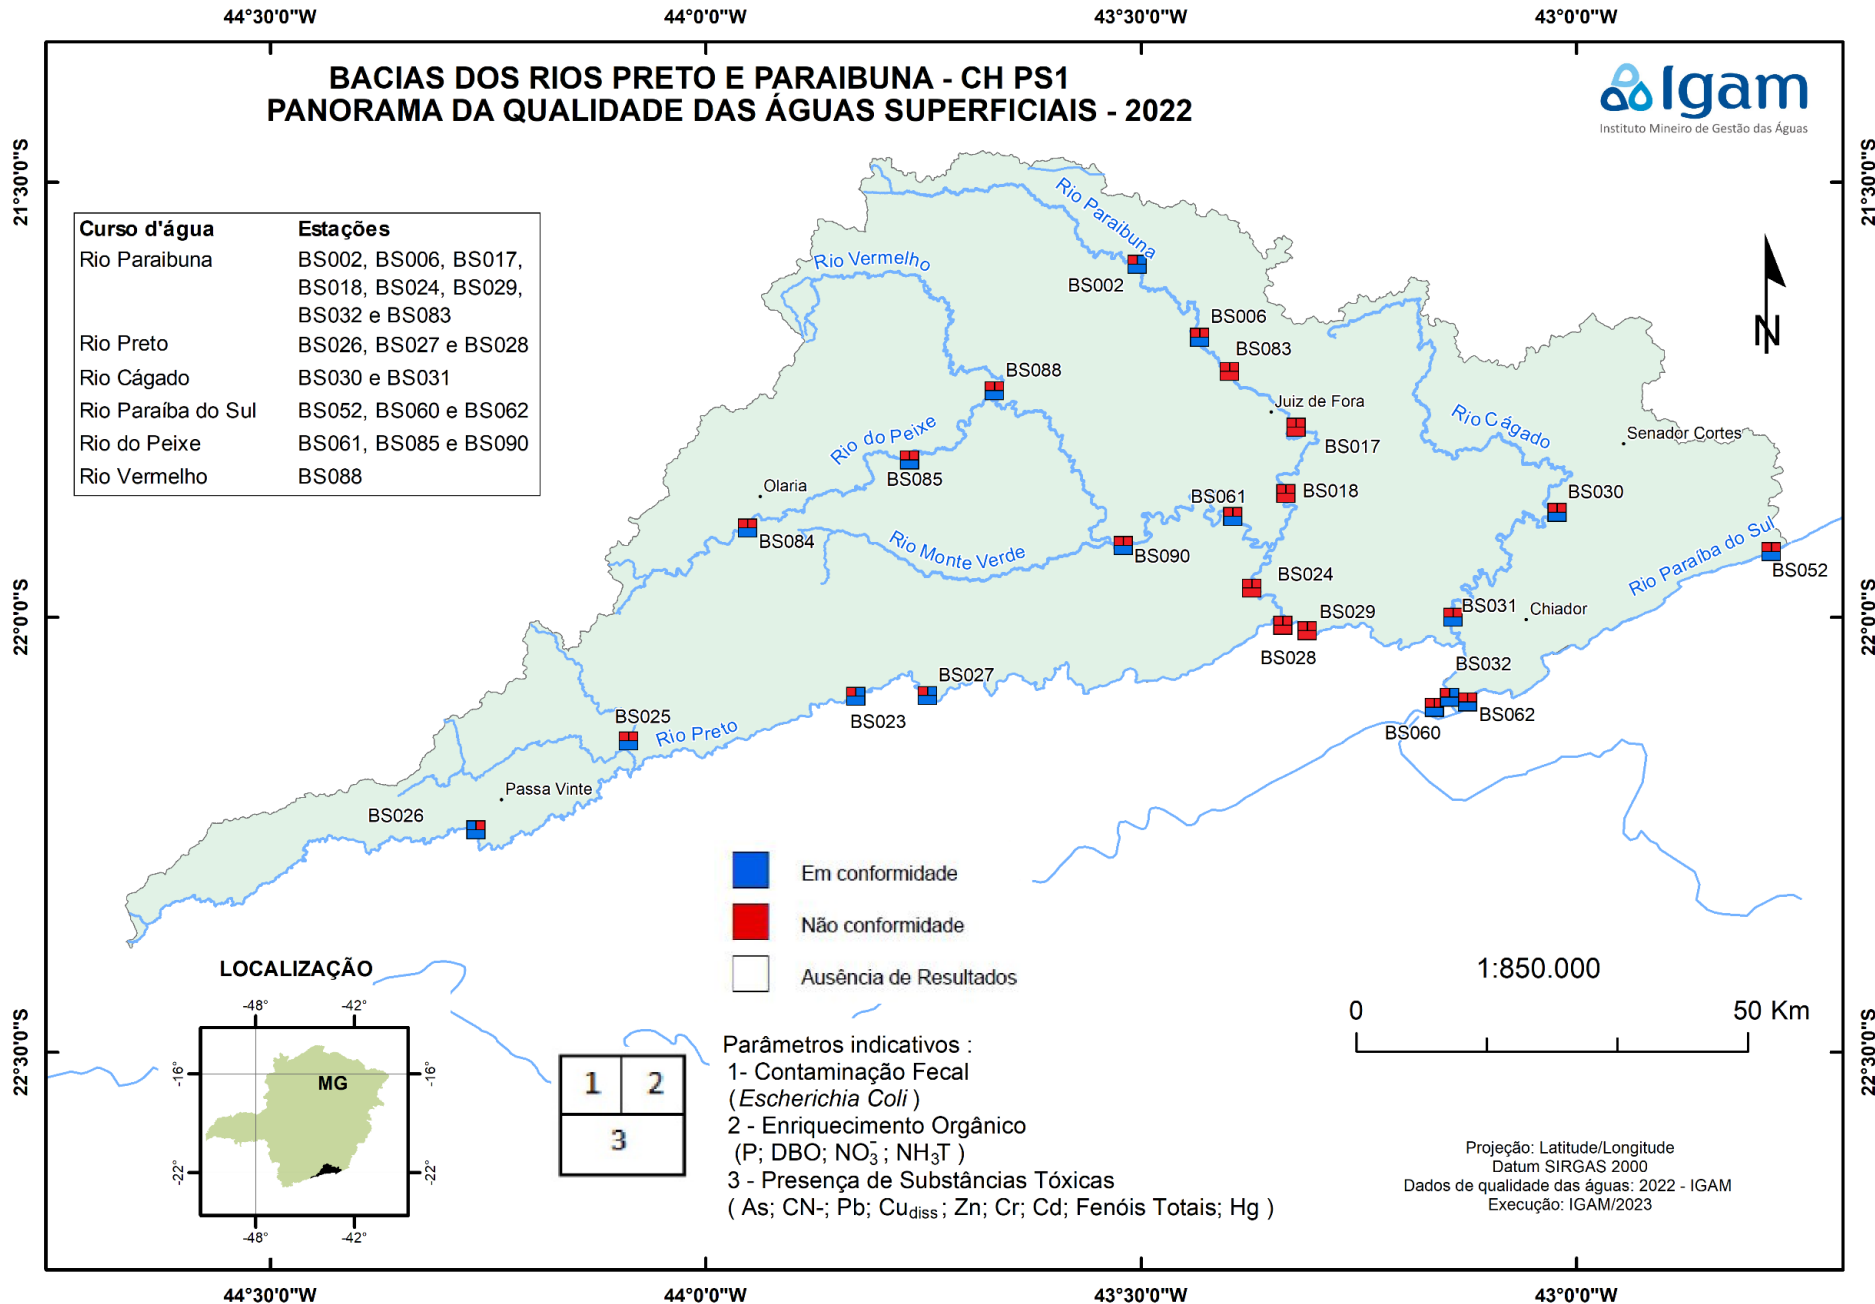 44°30'0"W 44°0'0"W 43°30'0"W 43°0'0"W
BACIAS DOS RIOS PRETO E PARAIBUNA - CH PS1
PANORAMA DA QUALIDADE DAS ÁGUAS SUPERFICIAIS - 2022
Igam
Instituto Mineiro de Gestão das Águas
21°30'0"S
21°30'0"S
Curso d'água Estações
Rio Paraibuna BS002, BS006, BS017,
BS018, BS024, BS029,
BS032 e BS083
Rio Preto BS026, BS027 e BS028
Rio Cágado BS030 e BS031
Rio Paraíba do Sul BS052, BS060 e BS062
Rio do Peixe BS061, BS085 e BS090
Rio Vermelho BS088
Rio Paraibuna
Rio Vermelho
BS002
BS006
N
BS083
BS088
Juiz de Fora
Rio Cágado
Rio do Peixe
Senador Cortes
BS017
BS085
Olaria
BS018
BS061
BS030
BS084
Rio Monte Verde
BS090
Rio Paraíba do Sul
BS052
BS024
22°0'0"S
22°0'0"S
BS029
BS031
Chiador
BS028
BS032
BS027
BS025
BS023
BS062
Rio Preto
BS060
Passa Vinte
BS026
Em conformidade
Não conformidade
Ausência de Resultados
LOCALIZAÇÃO
-48° -42°
-16°
-16°
MG
-22°
-22°
-48° -42°
1:850.000
0 50 Km
22°30'0"S
22°30'0"S
1 2
3
Parâmetros indicativos :
1- Contaminação Fecal
(Escherichia Coli )
2 - Enriquecimento Orgânico
(P; DBO; NO₃⁻; NH₃T )
3 - Presença de Substâncias Tóxicas
( As; CN-; Pb; Cudiss; Zn; Cr; Cd; Fenóis Totais; Hg )
Projeção: Latitude/Longitude
Datum SIRGAS 2000
Dados de qualidade das águas: 2022 - IGAM
Execução: IGAM/2023
44°30'0"W 44°0'0"W 43°30'0"W 43°0'0"W